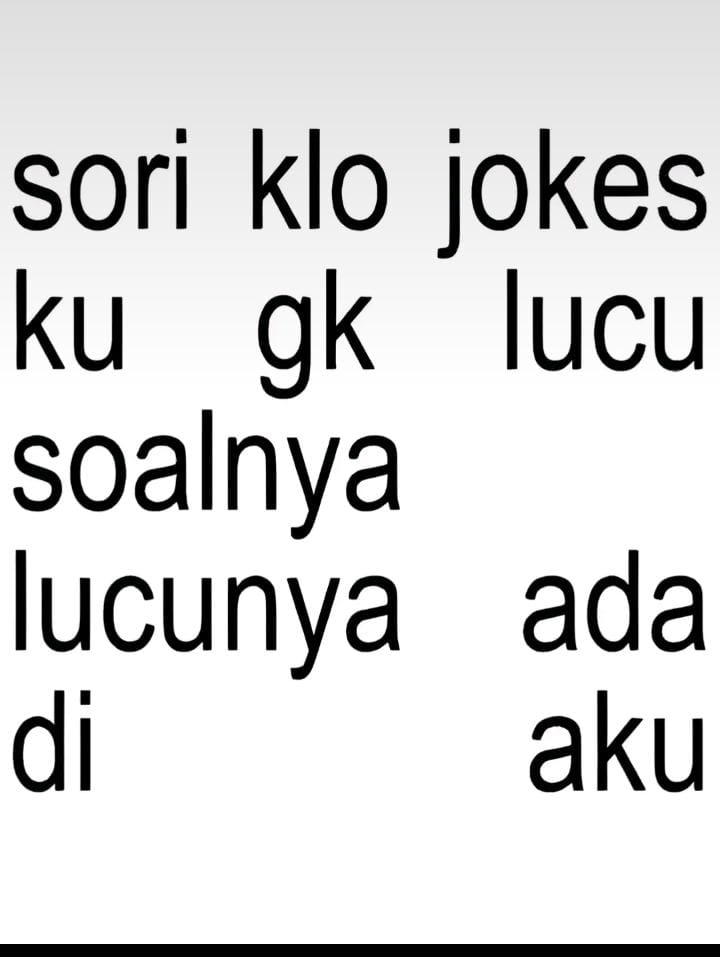 sori klo jokes
ku gk lucu
soalnya
lucunya ada
di aku